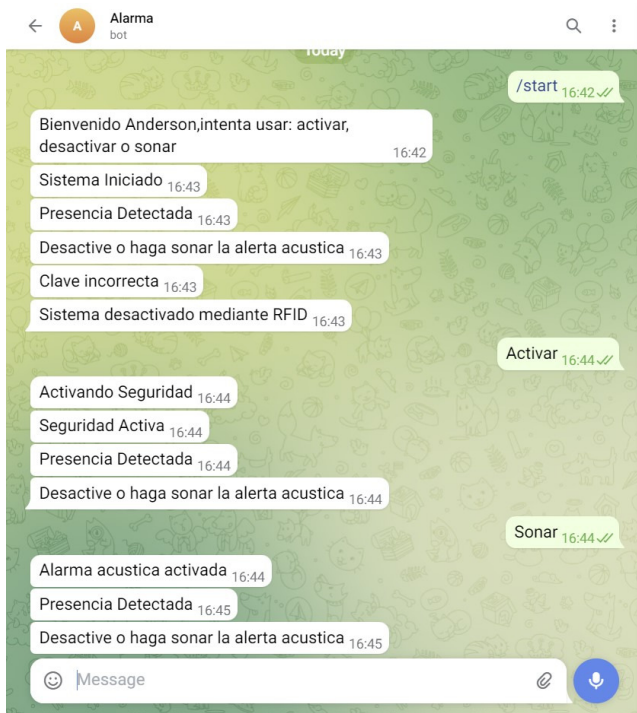 Alarma
A
bot
Today
/start 16:42
Bienvenido Anderson,intenta usar: activar,
desactivar o sonar
16:42
Sistema Iniciado 16:43
Presencia Detectada 16:43
Desactive o haga sonar la alerta acustica 16:43
Clave incorrecta 16:43
Sistema desactivado mediante RFID 16:43
Activar 16:44
Activando Seguridad 16:44
Seguridad Activa 16:44
Presencia Detectada 16:44
Desactive o haga sonar la alerta acustica 16:44
Sonar 16:44
Alarma acustica activada 16:44
Presencia Detectada 16:45
Desactive o haga sonar la alerta acustica 16:45
Message